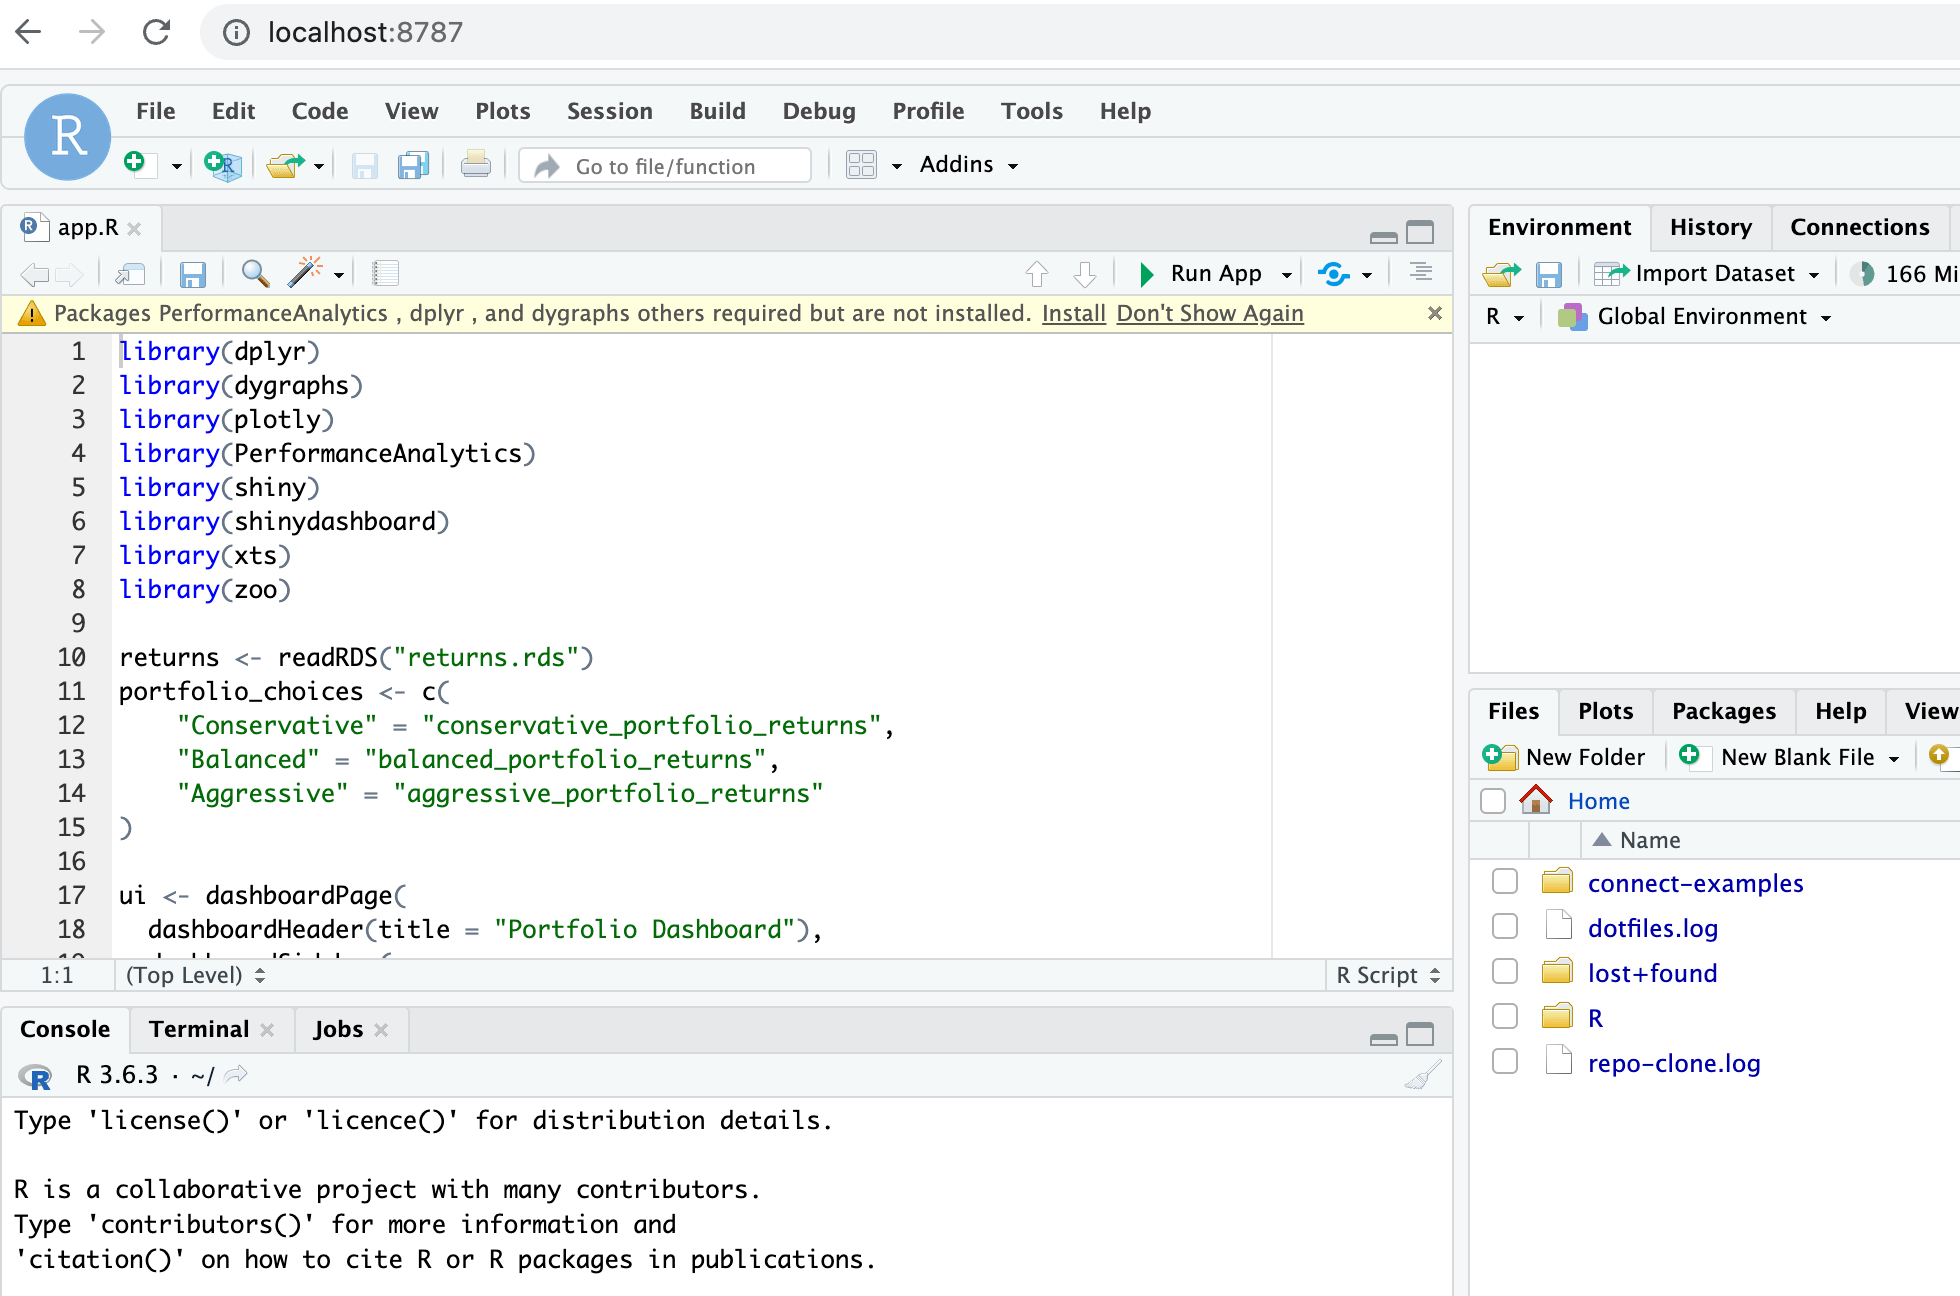 localhost:8787
R
File Edit Code View Plots Session Build Debug Profile Tools Help
R Go to file/function Addins
R app.R
Run App
Packages PerformanceAnalytics , dplyr , and dygraphs others required but are not installed. Install Don't Show Again
1 library(dplyr)
2 library(dygraphs)
3 library(plotly)
4 library(PerformanceAnalytics)
5 library(shiny)
6 library(shinydashboard)
7 library(xts)
8 library(zoo)
9
10 returns <- readRDS("returns.rds")
11 portfolio_choices <- c(
12     "Conservative" = "conservative_portfolio_returns",
13     "Balanced" = "balanced_portfolio_returns",
14     "Aggressive" = "aggressive_portfolio_returns"
15 )
16
17 ui <- dashboardPage(
18   dashboardHeader(title = "Portfolio Dashboard"),
1:1 (Top Level) R Script
Console Terminal Jobs
R R 3.6.3 · ~/
Type 'license()' or 'licence()' for distribution details.
R is a collaborative project with many contributors.
Type 'contributors()' for more information and
'citation()' on how to cite R or R packages in publications.
Environment History Connections
Import Dataset 166 Mi
R Global Environment
Files Plots Packages Help View
New Folder New Blank File
Home
Name
connect-examples
dotfiles.log
lost+found
R
repo-clone.log